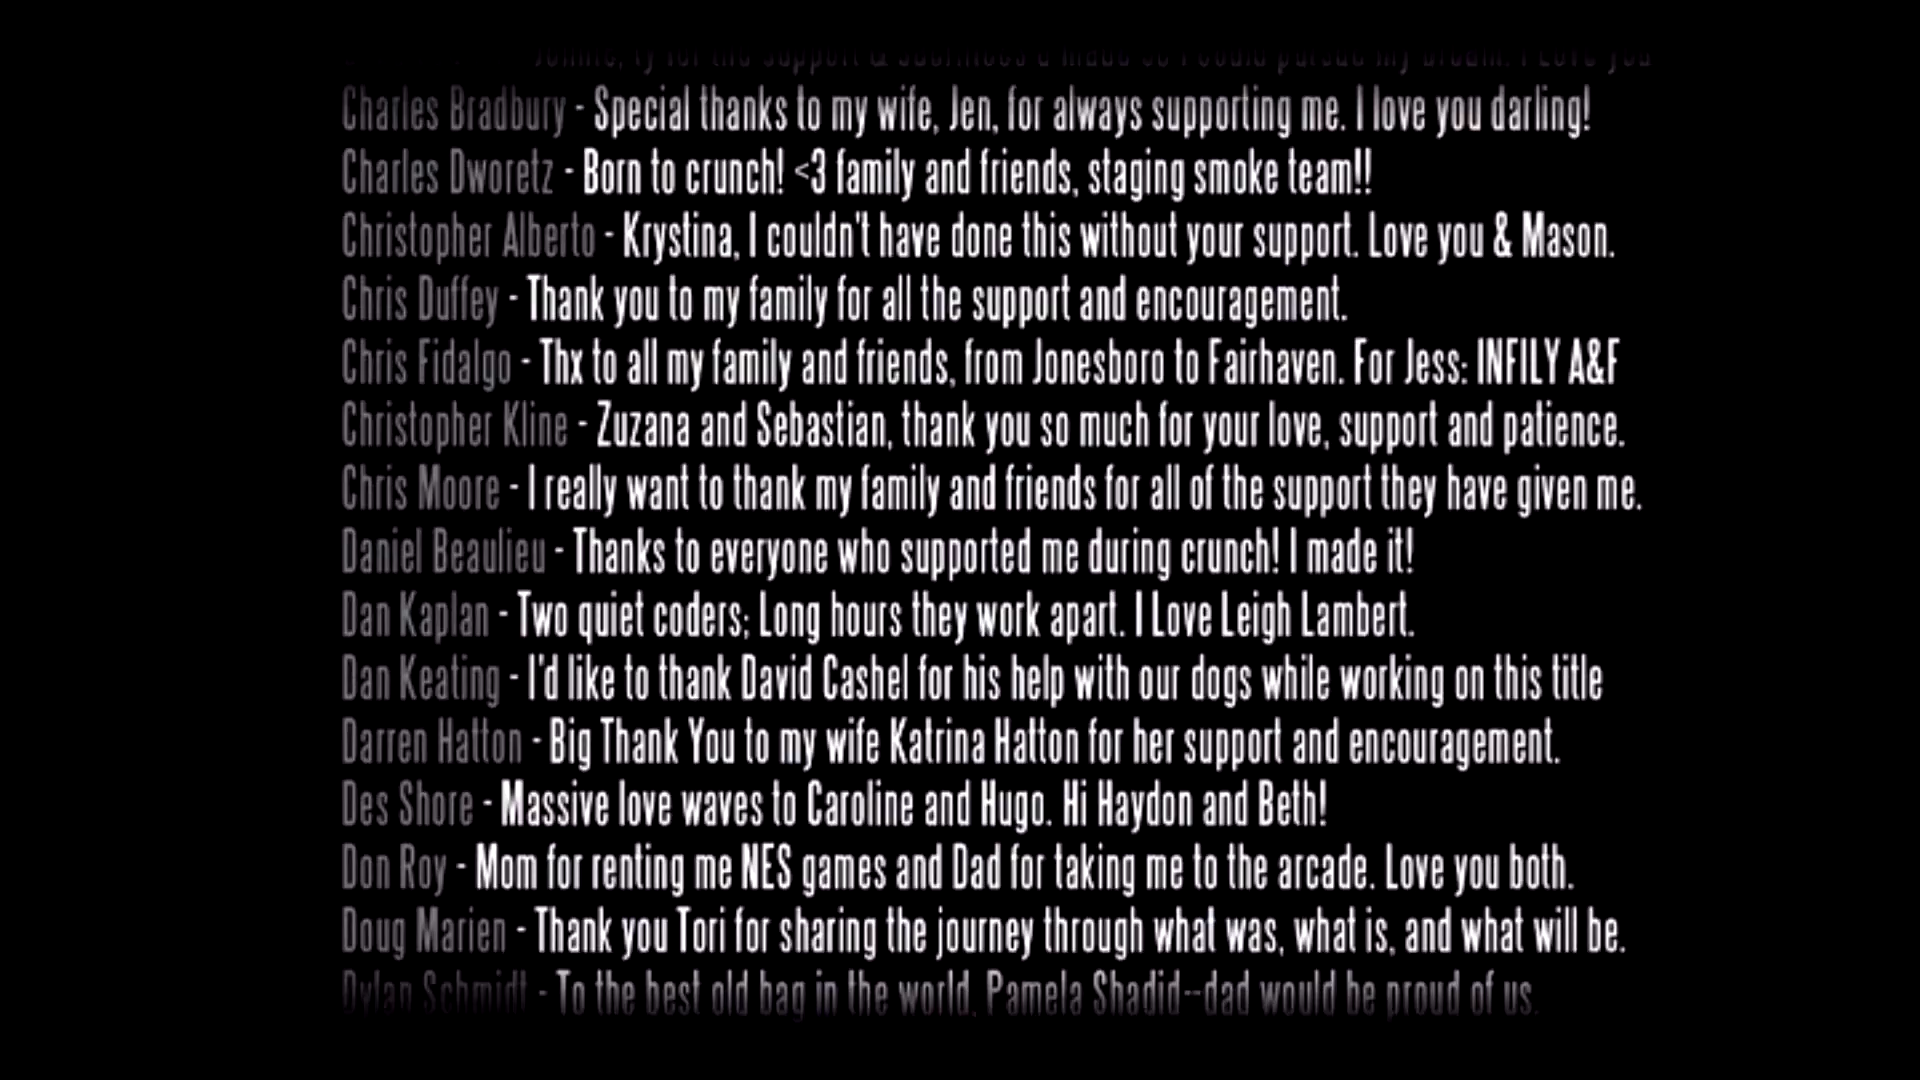 for the support & made so I could pursue my dream. I Love you
Charles Bradbury - Special thanks to my wife, Jen, for always supporting me. I love you darling!
Charles Dworetz - Born to crunch! <3 family and friends, staging smoke team!!
Christopher Alberto - Krystina, I couldn't have done this without your support. Love you & Mason.
Chris Duffey - Thank you to my family for all the support and encouragement.
Chris Fidalgo - Thx to all my family and friends, from Jonesboro to Fairhaven. For Jess: INFILY A&F
Christopher Kline - Zuzana and Sebastian, thank you so much for your love, support and patience.
Chris Moore - I really want to thank my family and friends for all of the support they have given me.
Daniel Beaulieu - Thanks to everyone who supported me during crunch! I made it!
Dan Kaplan - Two quiet coders; Long hours they work apart. I Love Leigh Lambert.
Dan Keating - I'd like to thank David Cashel for his help with our dogs while working on this title
Darren Hatton - Big Thank You to my wife Katrina Hatton for her support and encouragement.
Des Shore - Massive love waves to Caroline and Hugo. Hi Haydon and Beth!
Don Roy - Mom for renting me NES games and Dad for taking me to the arcade. Love you both.
Doug Marien - Thank you Tori for sharing the journey through what was, what is, and what will be.
Dylan Schmidt - To the best old bag in the world, Pamela Shadid--dad would be proud of us.